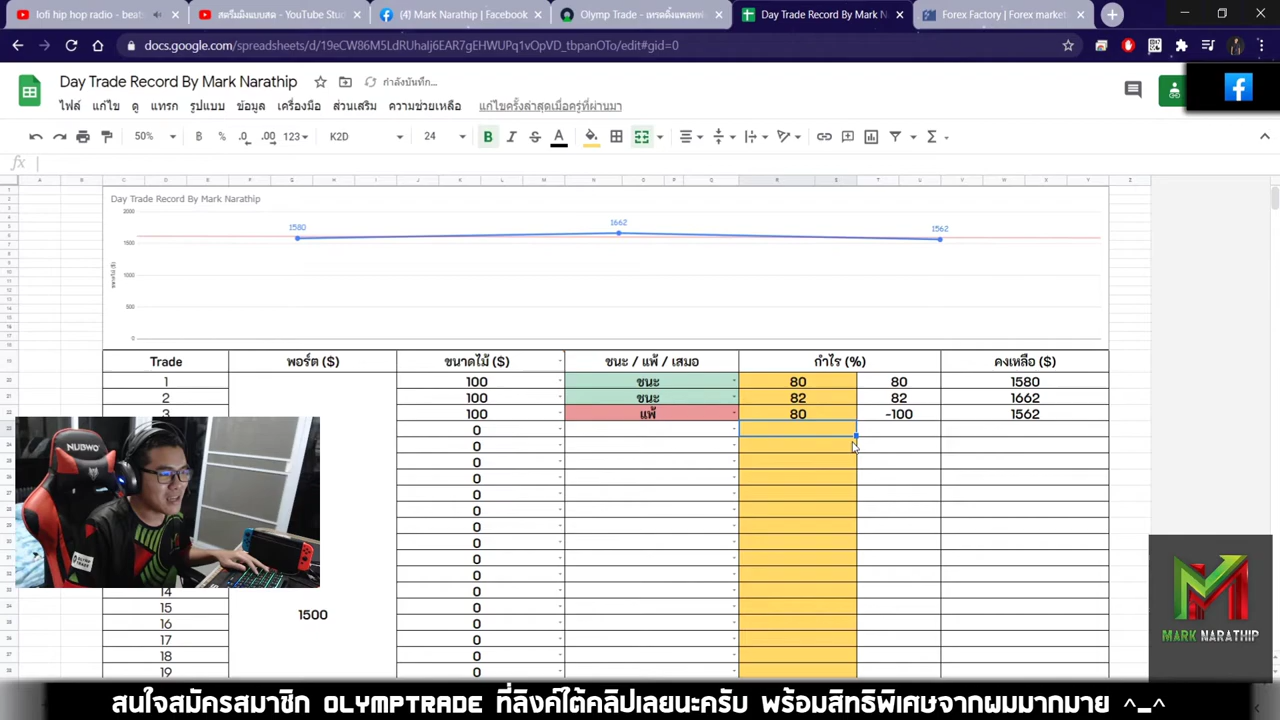 lofi hip hop radio - beats
สตรีมมิงแบบสด - YouTube Stu
(4) Mark Narathip | Facebook
Olymp Trade - เทรดดิ้งแพลทฟ
Day Trade Record By Mark N
Forex Factory | Forex market
docs.google.com/spreadsheets/d/19eCW86M5LdRUhaIj6EAR7gEHWUPq1vOpVD_tbpanOTo/edit#gid=0
Day Trade Record By Mark Narathip
กำลังบันทึก...
ไฟล์ แก้ไข ดู แทรก รูปแบบ ข้อมูล เครื่องมือ ส่วนเสริม ความช่วยเหลือ แก้ไขครั้งล่าสุดเมื่อครู่ที่ผ่านมา
50% ฿ % .0 .00 123 K2D 24 B I S A
fx
Day Trade Record By Mark Narathip
2000
1500
1000
500
0
1580 1662 1562
Trade พอร์ต ($) ขนาดไม้ ($) ชนะ / แพ้ / เสมอ กำไร (%) คงเหลือ ($)
1 100 ชนะ 80 80 1580
2 100 ชนะ 82 82 1662
3 100 แพ้ 80 -100 1562
0
0
0
0
0
0
0
0
0
0
14 0
15 0
1500
16 0
17 0
18 0
19 0
NUBWO
MARK NARATHIP
สนใจสมัครสมาชิก OLYMPTRADE ที่ลิงค์ใต้คลิปเลยนะครับ พร้อมสิทธิพิเศษจากผมมากมาย ^_^